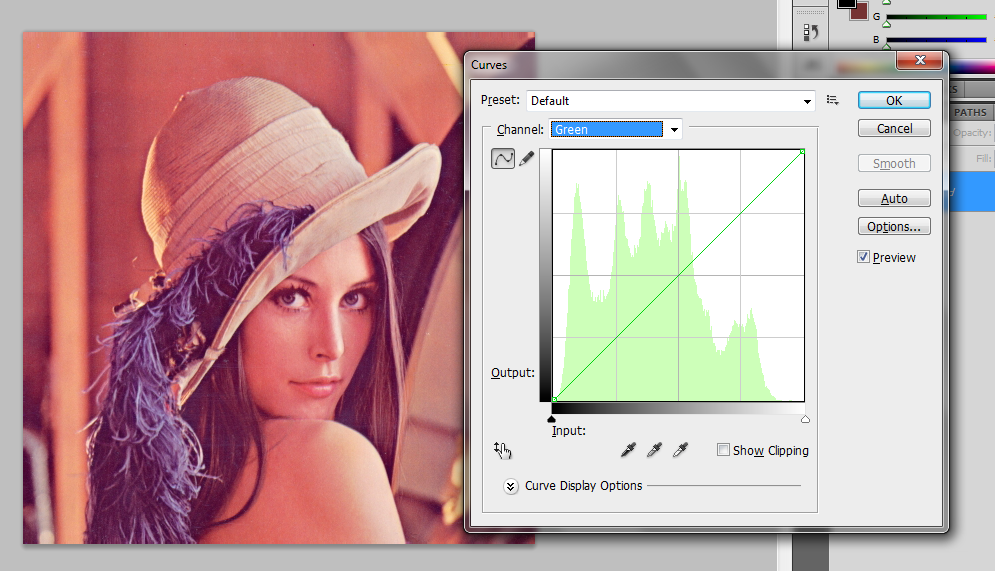 G
B
Curves
Preset: Default
OK
Channel: Green
Cancel
PATHS
Opacity:
Smooth
Fill:
Auto
Options...
Preview
Output:
Input:
Show Clipping
Curve Display Options